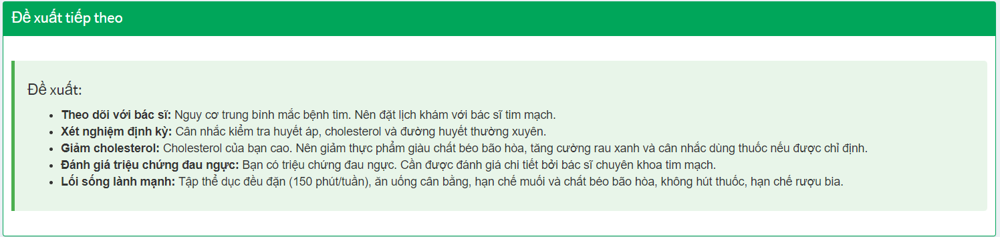 Đề xuất tiếp theo
Đề xuất:
• Theo dõi với bác sĩ: Nguy cơ trung bình mắc bệnh tim. Nên đặt lịch khám với bác sĩ tim mạch.
• Xét nghiệm định kỳ: Cân nhắc kiểm tra huyết áp, cholesterol và đường huyết thường xuyên.
• Giảm cholesterol: Cholesterol của bạn cao. Nên giảm thực phẩm giàu chất béo bão hòa, tăng cường rau xanh và cân nhắc dùng thuốc nếu được chỉ định.
• Đánh giá triệu chứng đau ngực: Bạn có triệu chứng đau ngực. Cần được đánh giá chi tiết bởi bác sĩ chuyên khoa tim mạch.
• Lối sống lành mạnh: Tập thể dục đều đặn (150 phút/tuần), ăn uống cân bằng, hạn chế muối và chất béo bão hòa, không hút thuốc, hạn chế rượu bia.